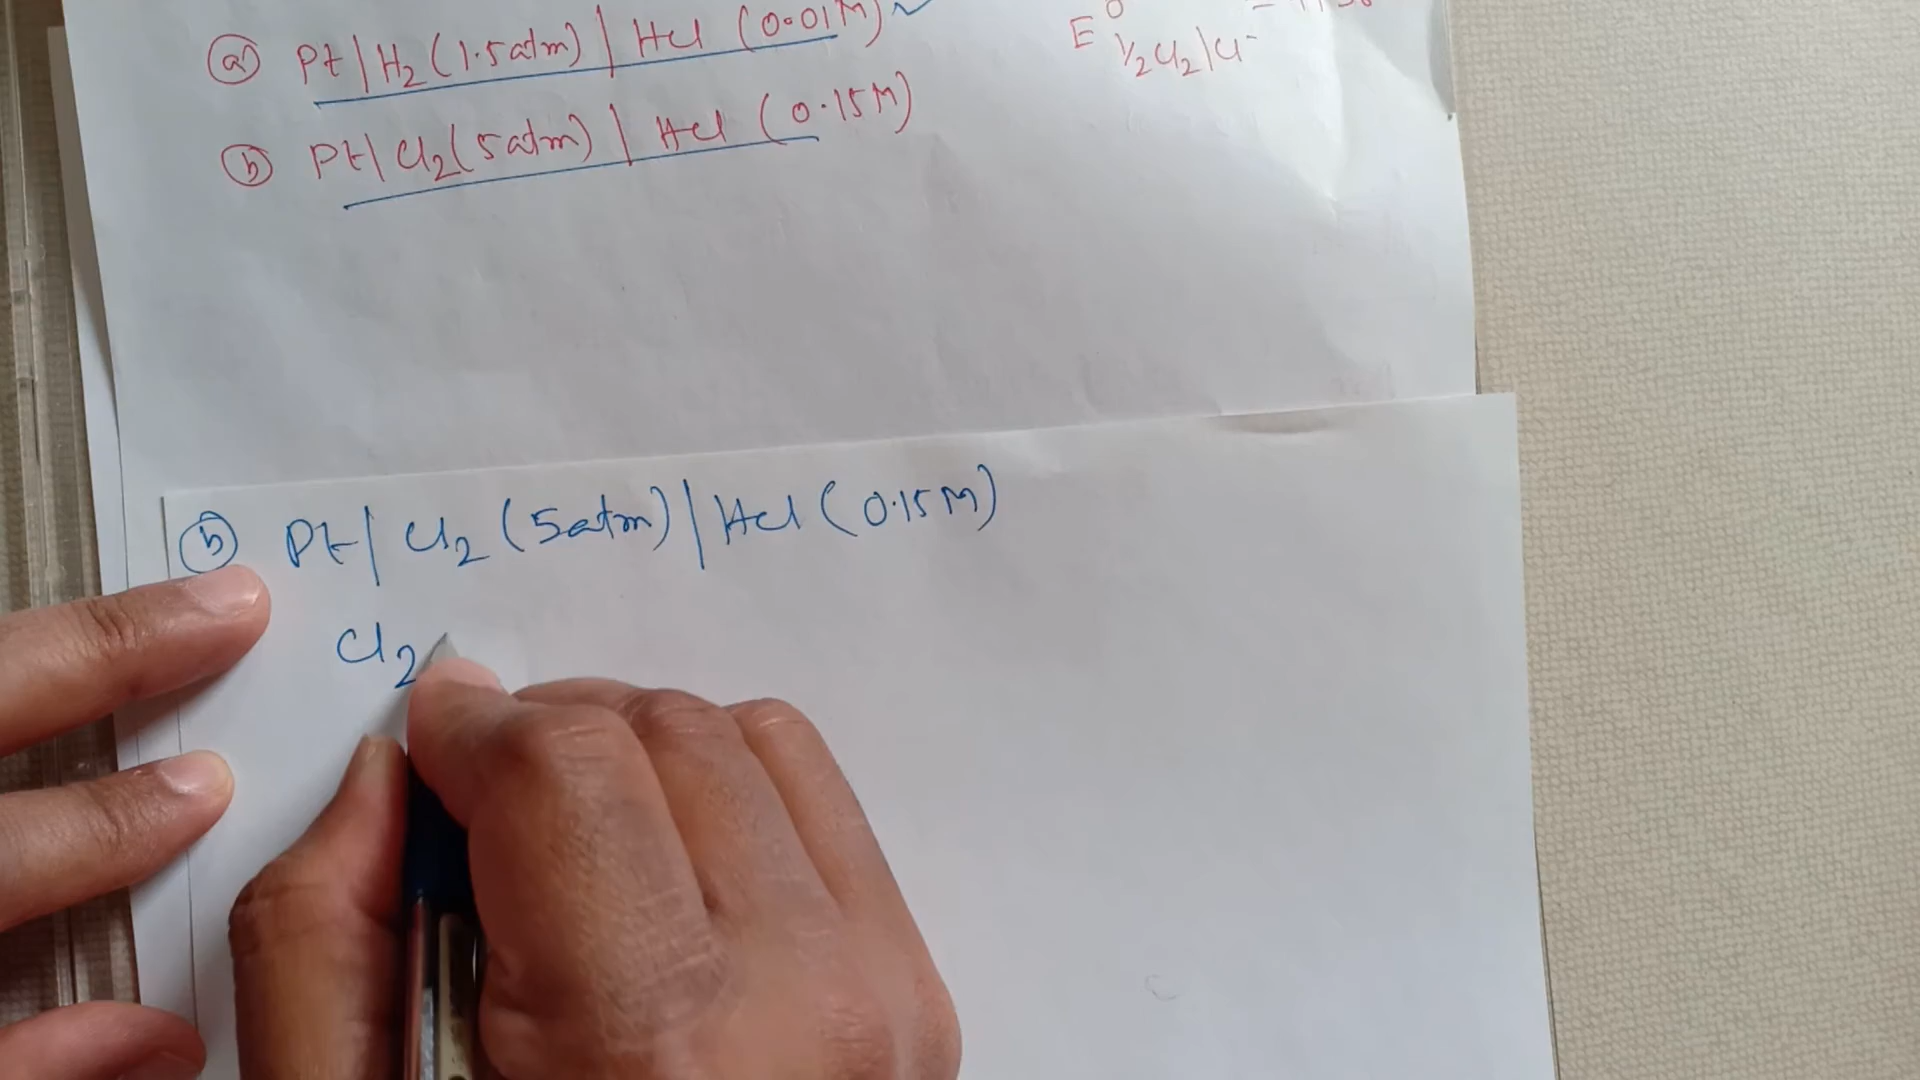 ⓐ Pt | H₂ (1.5atm) | HCl (0.01M)
E⁰ ½Cl₂|Cl⁻
ⓑ Pt | Cl₂ (5atm) | HCl (0.15M)
ⓑ Pt | Cl₂ (5atm) | HCl (0.15M)
Cl₂